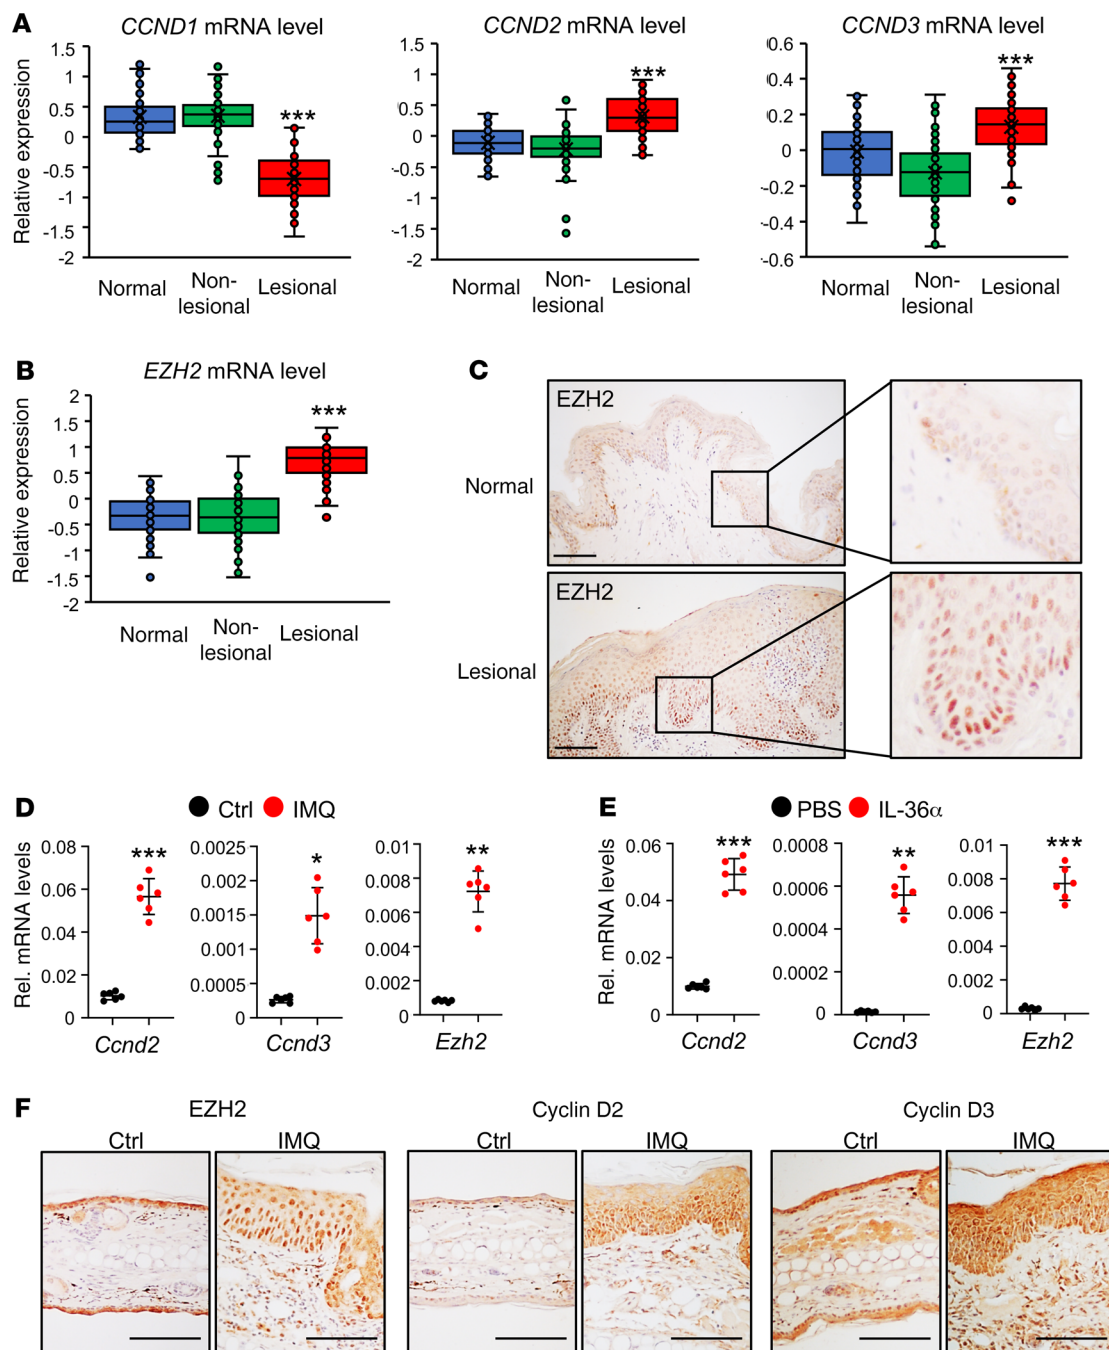 A
CCND1 mRNA level
CCND2 mRNA level
CCND3 mRNA level
Relative expression
1.5
1
0.5
0
-0.5
-1
-1.5
-2
1.5
1
0.5
0
-0.5
-1
-1.5
-2
0.6
0.4
0.2
0
-0.2
-0.4
-0.6
***
***
***
Normal
Non-
lesional
Lesional
Normal
Non-
lesional
Lesional
Normal
Non-
lesional
Lesional
B
EZH2 mRNA level
Relative expression
2
1.5
1
0.5
0
-0.5
-1
-1.5
-2
***
Normal
Non-
lesional
Lesional
C
EZH2
Normal
EZH2
Lesional
D
Ctrl IMQ
Rel. mRNA levels
0.08
0.06
0.04
0.02
0
***
Ccnd2
0.0025
0.002
0.0015
0.001
0.0005
0
*
Ccnd3
0.01
0.008
0.006
0.004
0.002
0
**
Ezh2
E
PBS IL-36α
Rel. mRNA levels
0.06
0.04
0.02
0
***
Ccnd2
0.0008
0.0006
0.0004
0.0002
0
**
Ccnd3
0.01
0.008
0.006
0.004
0.002
0
***
Ezh2
F
EZH2
Cyclin D2
Cyclin D3
Ctrl
IMQ
Ctrl
IMQ
Ctrl
IMQ